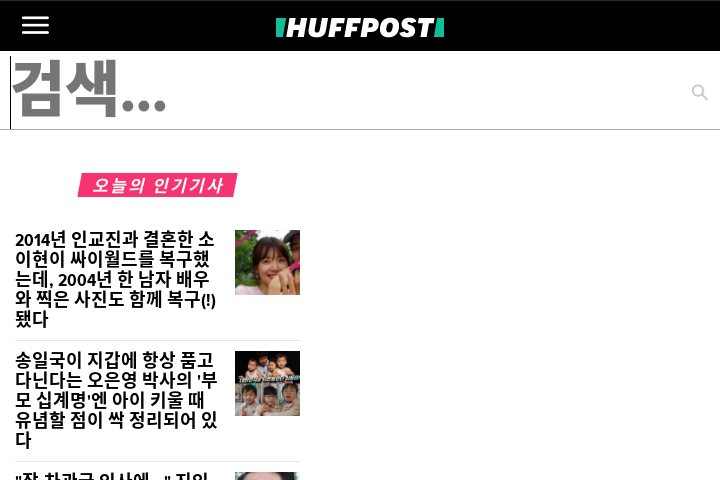 HUFFPOST
검색...
오늘의 인기기사
2014년 인교진과 결혼한 소
이현이 싸이월드를 복구했
는데, 2004년 한 남자 배우
와 찍은 사진도 함께 복구(!)
됐다
송일국이 지갑에 항상 품고
다닌다는 오은영 박사의 '부
모 십계명'엔 아이 키울 때
유념할 점이 싹 정리되어 있
다